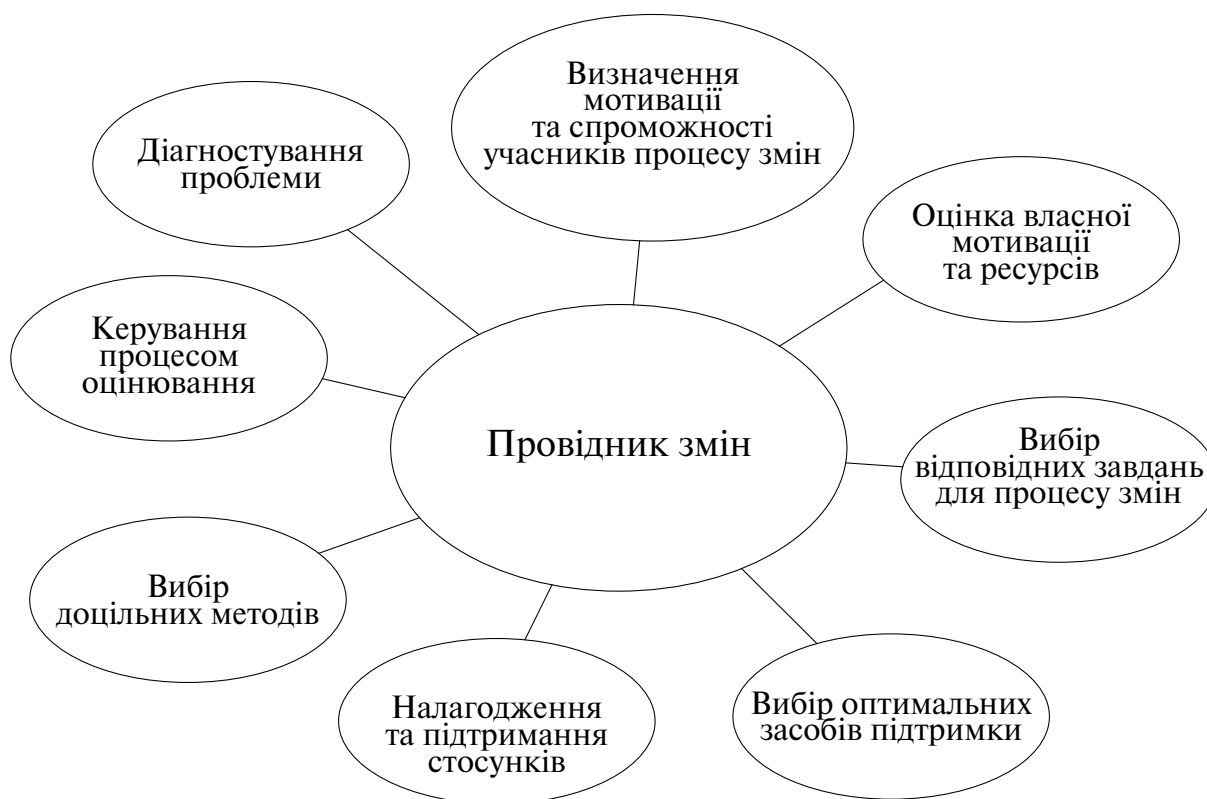 Визначення
мотивації
та спроможності
учасників процесу змін
Діагностування
проблеми
Оцінка власної
мотивації
та ресурсів
Керування
процесом
оцінювання
Провідник змін
Вибір
відповідних завдань
для процесу змін
Вибір
доцільних методів
Налагодження
та підтримання
стосунків
Вибір оптимальних
засобів підтримки